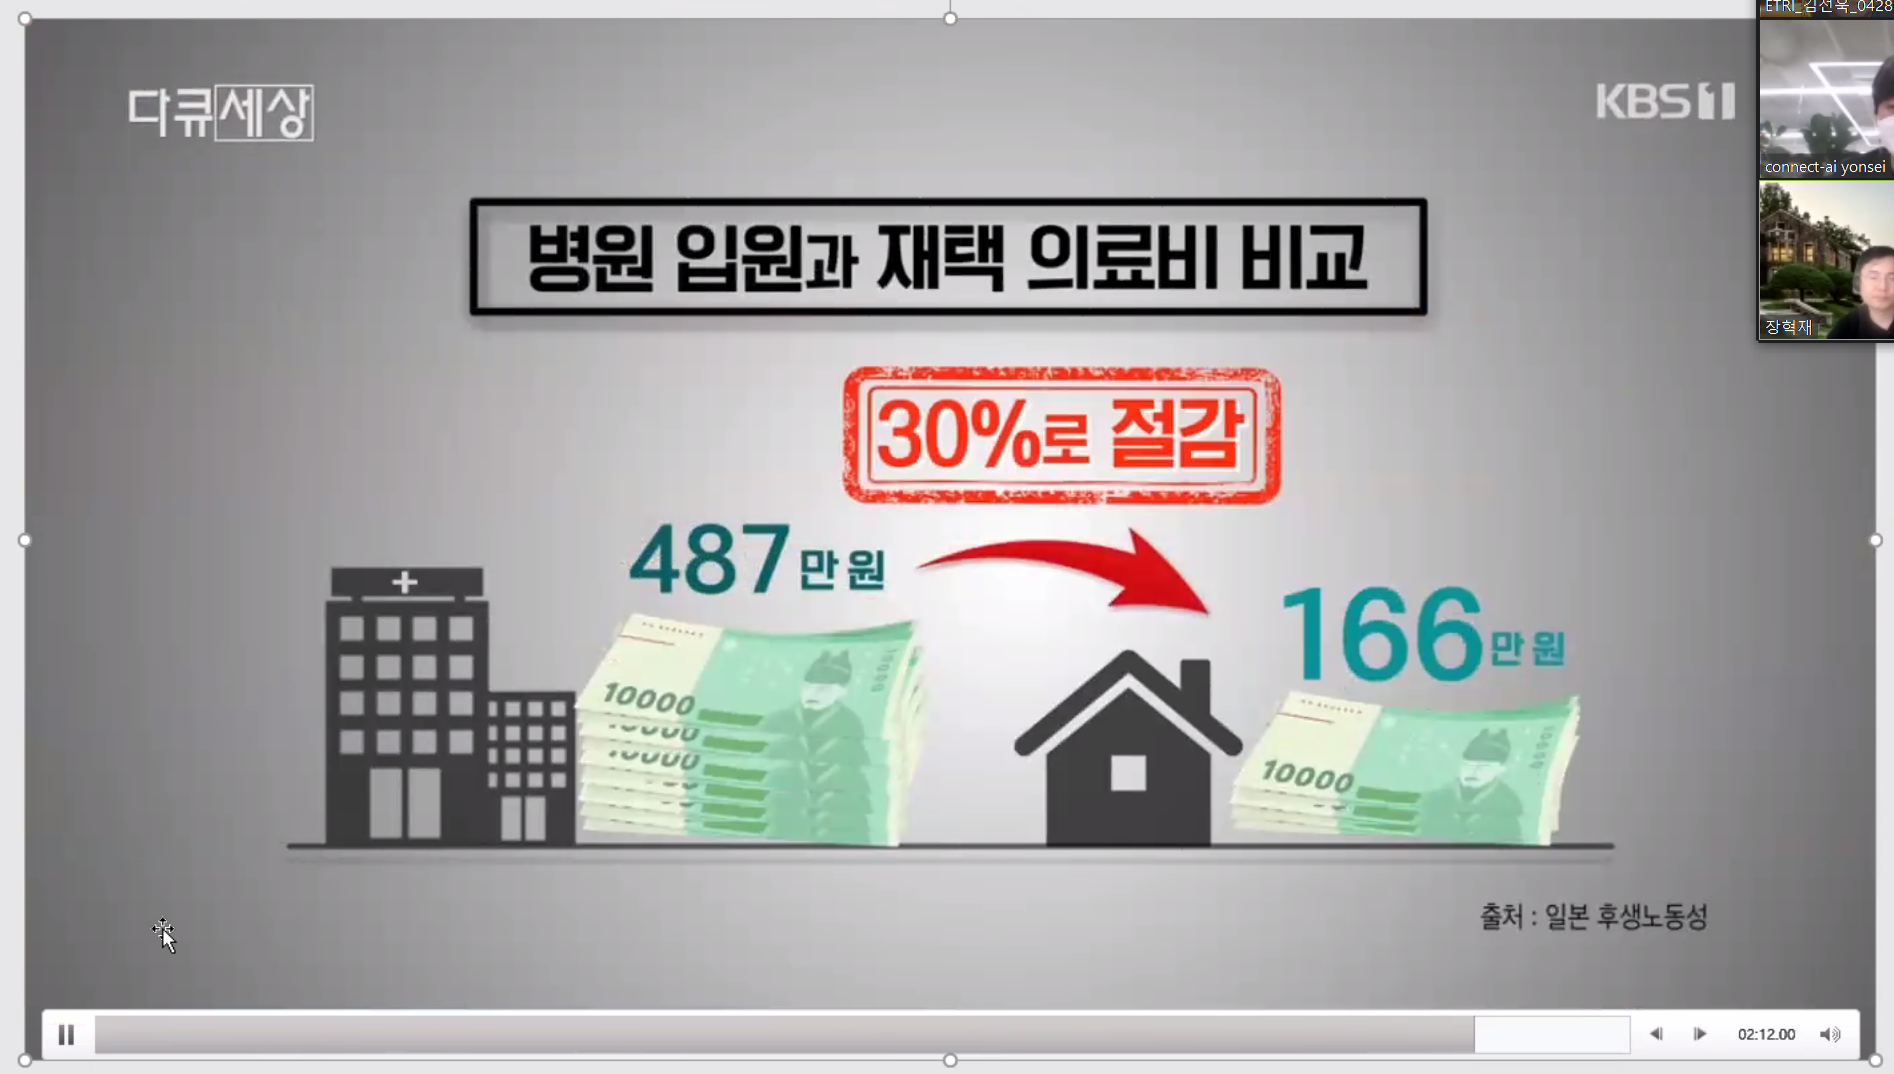 ETRI_김선욱_0428
다큐세상
KBS1
connect-ai yonsei
병원 입원과 재택 의료비 비교
장혁재
30%로 절감
487만 원
166만 원
10000
10000
10000
10000
10000
출처 : 일본 후생노동성
02:12.00